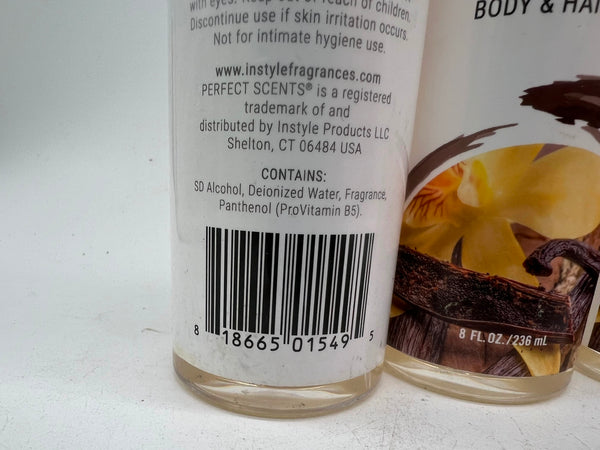 with eyes. Keep out of reach of children.
Discontinue use if skin irritation occurs.
Not for intimate hygiene use.
www.instylefragrances.com
PERFECT SCENTS® is a registered
trademark of and
distributed by Instyle Products LLC
Shelton, CT 06484 USA
CONTAINS:
SD Alcohol, Deionized Water, Fragrance,
Panthenol (ProVitamin B5).
8 18665 01549 5
BODY & HAI
8 FL. OZ. / 236 mL